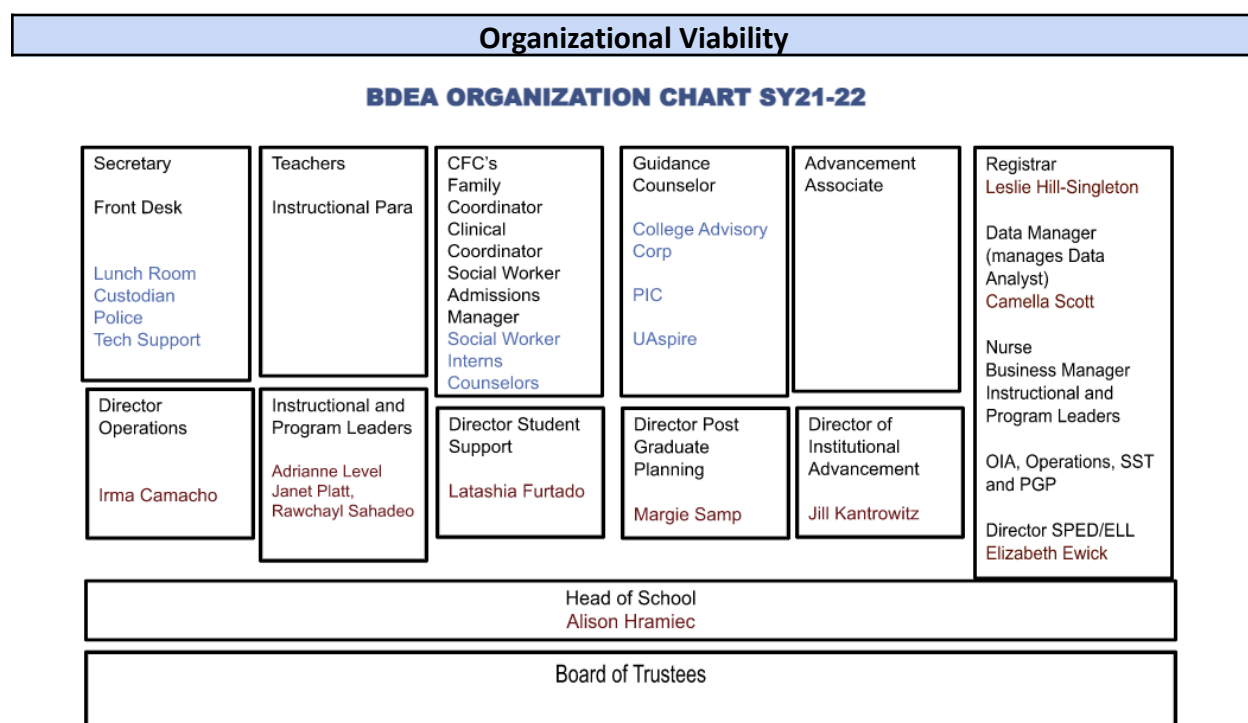 Organizational Viability
BDEA ORGANIZATION CHART SY21-22
Secretary
Front Desk
Lunch Room
Custodian
Police
Tech Support
Teachers
Instructional Para
CFC's
Family
Coordinator
Clinical
Coordinator
Social Worker
Admissions
Manager
Social Worker
Interns
Counselors
Guidance
Counselor
College Advisory
Corp
PIC
UAspire
Advancement
Associate
Registrar
Leslie Hill-Singleton
Data Manager
(manages Data
Analyst)
Camella Scott
Nurse
Business Manager
Instructional and
Program Leaders
OIA, Operations, SST
and PGP
Director SPED/ELL
Elizabeth Ewick
Director
Operations
Irma Camacho
Instructional and
Program Leaders
Adrianne Level
Janet Platt,
Rawchayl Sahadeo
Director Student
Support
Latashia Furtado
Director Post
Graduate
Planning
Margie Samp
Director of
Institutional
Advancement
Jill Kantrowitz
Head of School
Alison Hramiec
Board of Trustees